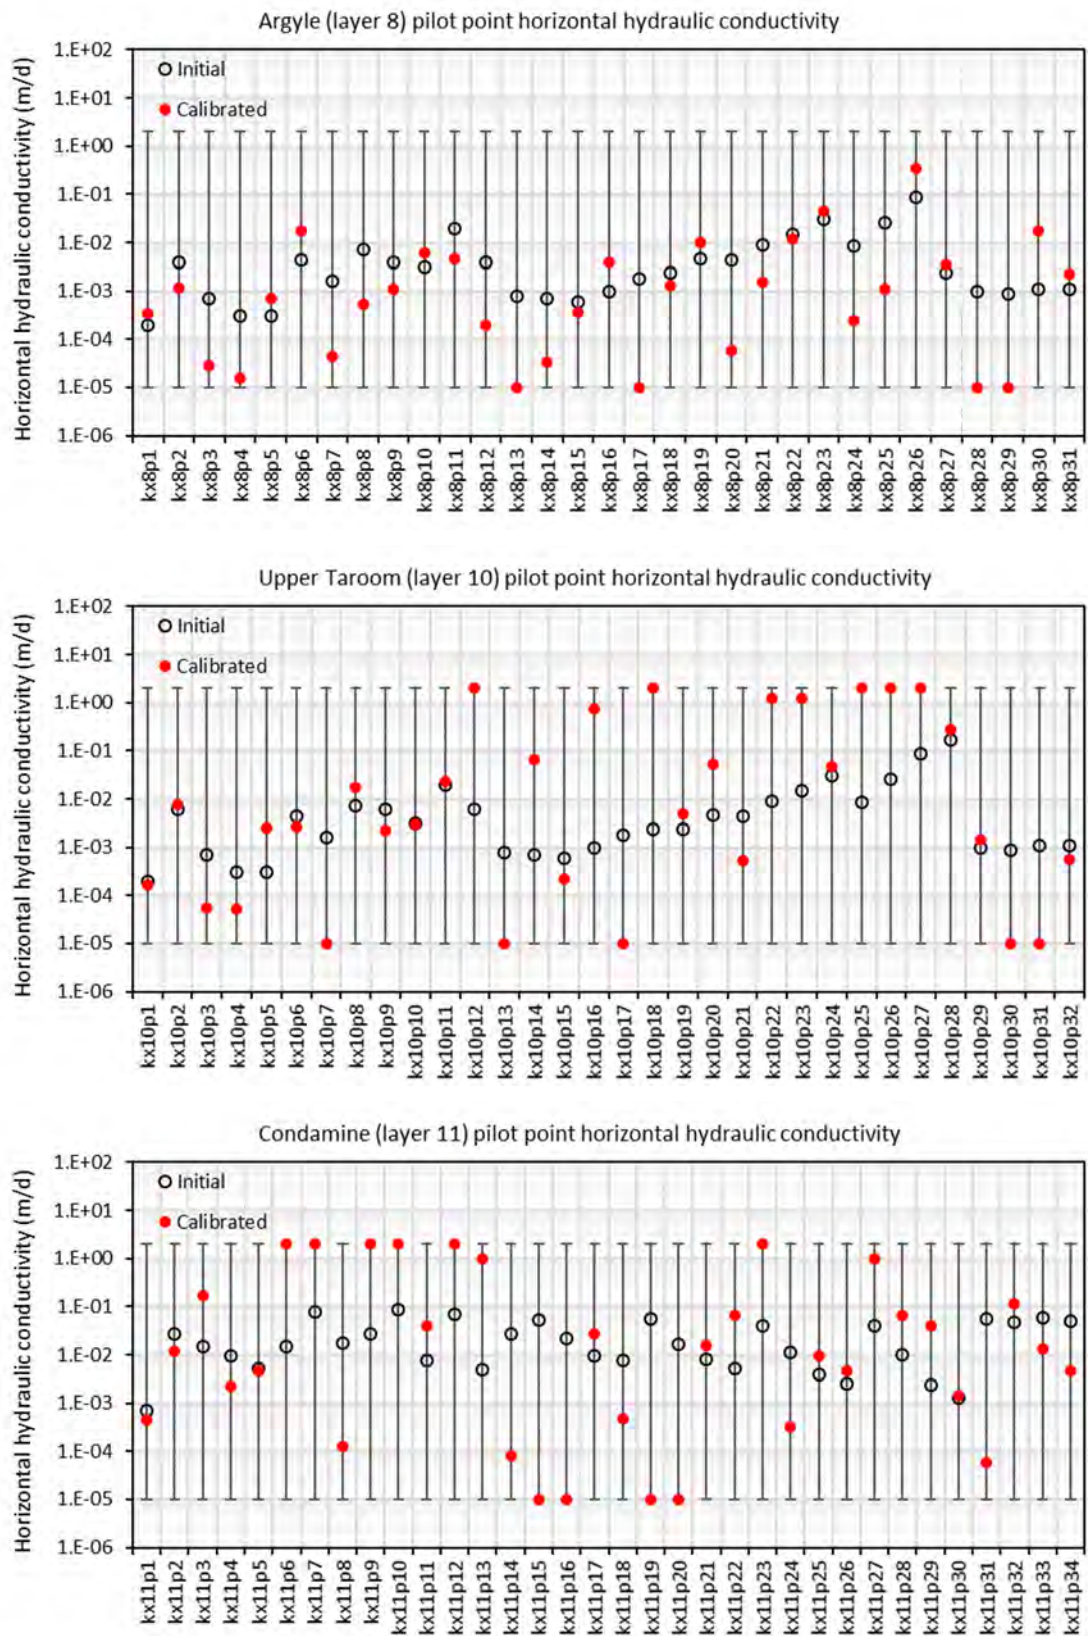 Argyle (layer 8) pilot point horizontal hydraulic conductivity
Horizontal hydraulic conductivity (m/d)
1.E+02
1.E+01
1.E+00
1.E-01
1.E-02
1.E-03
1.E-04
1.E-05
1.E-06
Initial
Calibrated
kx8p1
kx8p2
kx8p3
kx8p4
kx8p5
kx8p6
kx8p7
kx8p8
kx8p9
kx8p10
kx8p11
kx8p12
kx8p13
kx8p14
kx8p15
kx8p16
kx8p17
kx8p18
kx8p19
kx8p20
kx8p21
kx8p22
kx8p23
kx8p24
kx8p25
kx8p26
kx8p27
kx8p28
kx8p29
kx8p30
kx8p31
Upper Taroom (layer 10) pilot point horizontal hydraulic conductivity
Horizontal hydraulic conductivity (m/d)
1.E+02
1.E+01
1.E+00
1.E-01
1.E-02
1.E-03
1.E-04
1.E-05
1.E-06
Initial
Calibrated
kx10p1
kx10p2
kx10p3
kx10p4
kx10p5
kx10p6
kx10p7
kx10p8
kx10p9
kx10p10
kx10p11
kx10p12
kx10p13
kx10p14
kx10p15
kx10p16
kx10p17
kx10p18
kx10p19
kx10p20
kx10p21
kx10p22
kx10p23
kx10p24
kx10p25
kx10p26
kx10p27
kx10p28
kx10p29
kx10p30
kx10p31
kx10p32
Condamine (layer 11) pilot point horizontal hydraulic conductivity
Horizontal hydraulic conductivity (m/d)
1.E+02
1.E+01
1.E+00
1.E-01
1.E-02
1.E-03
1.E-04
1.E-05
1.E-06
Initial
Calibrated
kx11p1
kx11p2
kx11p3
kx11p4
kx11p5
kx11p6
kx11p7
kx11p8
kx11p9
kx11p10
kx11p11
kx11p12
kx11p13
kx11p14
kx11p15
kx11p16
kx11p17
kx11p18
kx11p19
kx11p20
kx11p21
kx11p22
kx11p23
kx11p24
kx11p25
kx11p26
kx11p27
kx11p28
kx11p29
kx11p30
kx11p31
kx11p32
kx11p33
kx11p34